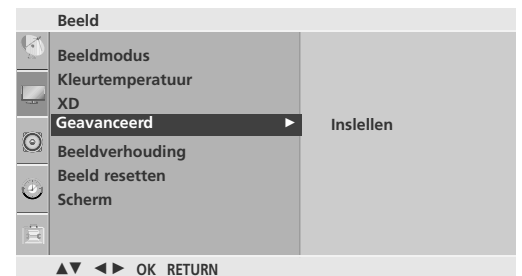 Beeld
Beeldmodus
Kleurtemperatuur
XD
Geavanceerd ► Inslellen
Beeldverhouding
Beeld resetten
Scherm
▲▼ ◄► OK RETURN